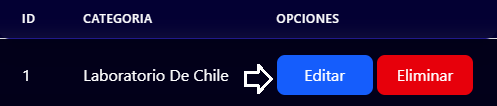 ID CATEGORIA OPCIONES
1 Laboratorio De Chile Editar Eliminar